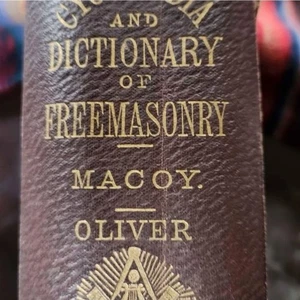 AND
DICTIONARY
OF
FREEMASONRY
MACOY.
OLIVER